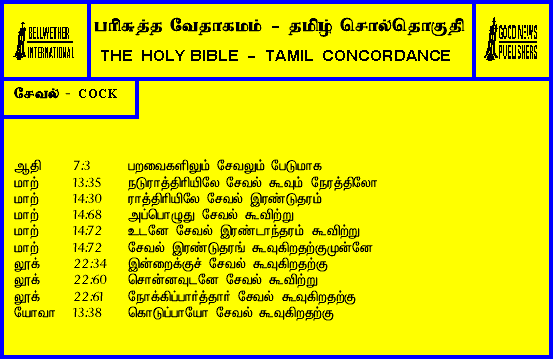 BELLWETHER
INTERNATIONAL
பரிசுத்த வேதாகமம் - தமிழ் சொல்தொகுதி
THE HOLY BIBLE - TAMIL CONCORDANCE
GOOD NEWS
PUBLISHERS
சேவல் - COCK
ஆதி 7:3 பறவைகளிலும் சேவலும் பேடுமாக
மாற் 13:35 நடுராத்திரியிலே சேவல் கூவும் நேரத்திலோ
மாற் 14:30 ராத்திரியிலே சேவல் இரண்டுதரம்
மாற் 14:68 அப்பொழுது சேவல் கூவிற்று
மாற் 14:72 உடனே சேவல் இரண்டாந்தரம் கூவிற்று
மாற் 14:72 சேவல் இரண்டுதரங் கூவுகிறதற்குமுன்னே
லூக் 22:34 இன்றைக்குச் சேவல் கூவுகிறதற்கு
லூக் 22:60 சொன்னவுடனே சேவல் கூவிற்று
லூக் 22:61 நோக்கிப்பார்த்தார் சேவல் கூவுகிறதற்கு
யோவா 13:38 கொடுப்பாயோ சேவல் கூவுகிறதற்கு